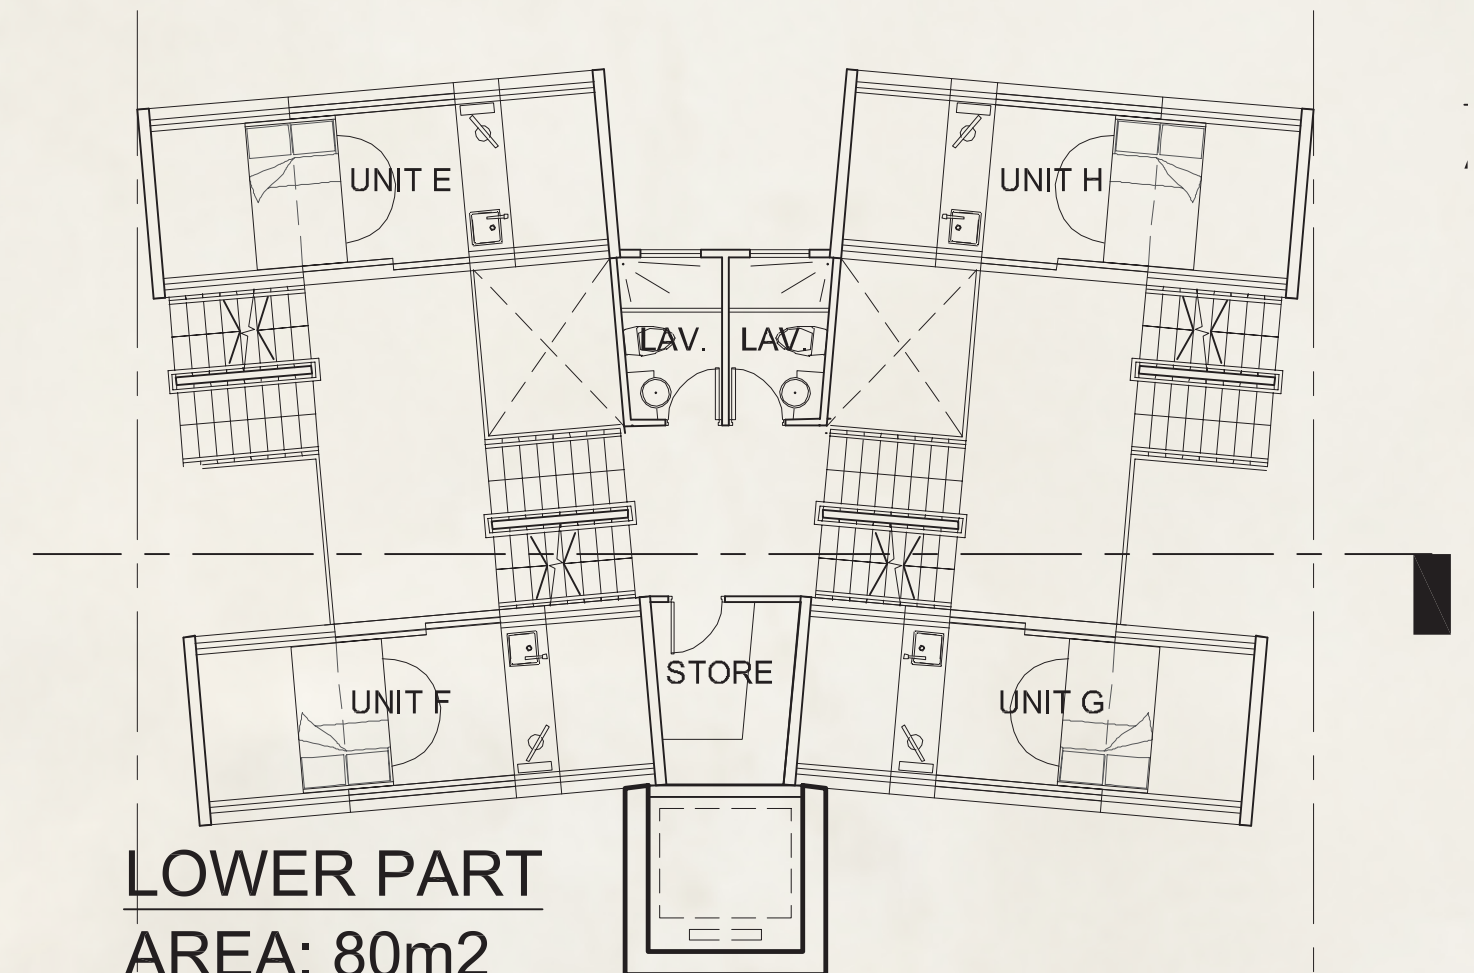 UNIT E
UNIT H
LAV.
LAV.
STORE
UNIT F
UNIT G
LOWER PART
AREA: 80m2